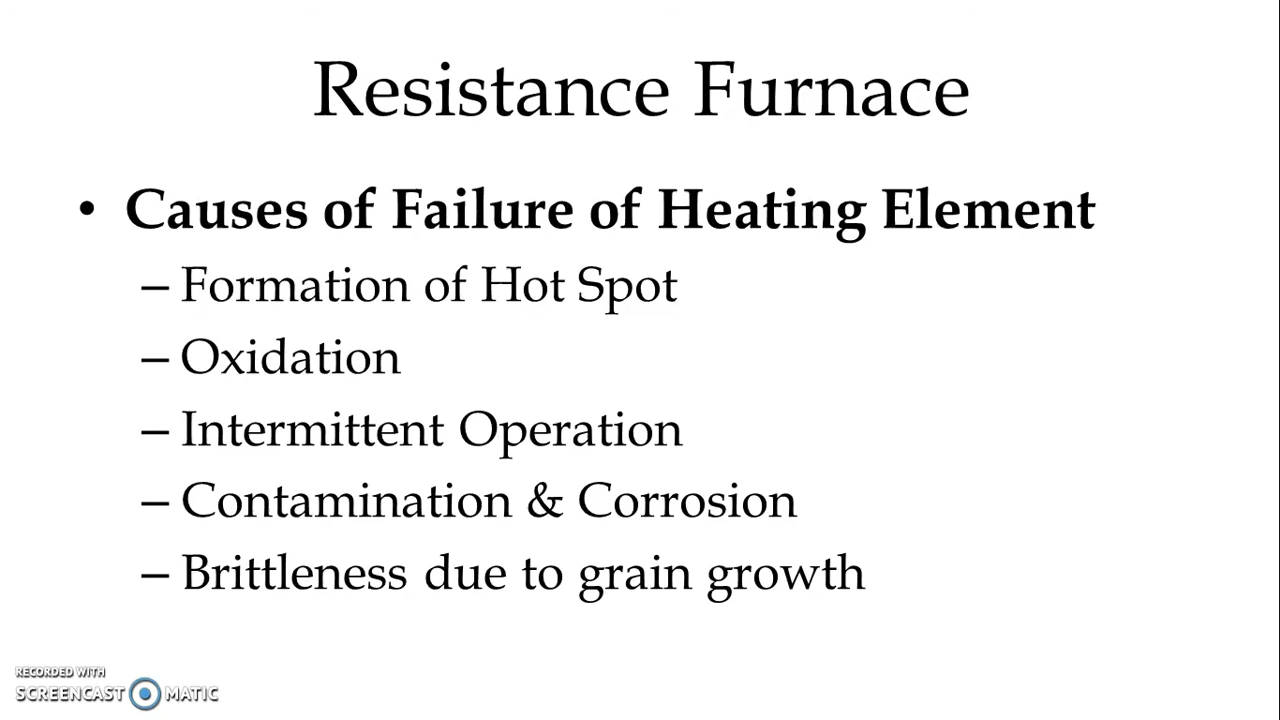 Resistance Furnace
• Causes of Failure of Heating Element
– Formation of Hot Spot
– Oxidation
– Intermittent Operation
– Contamination & Corrosion
– Brittleness due to grain growth
RECORDED WITH
SCREENCAST MATIC